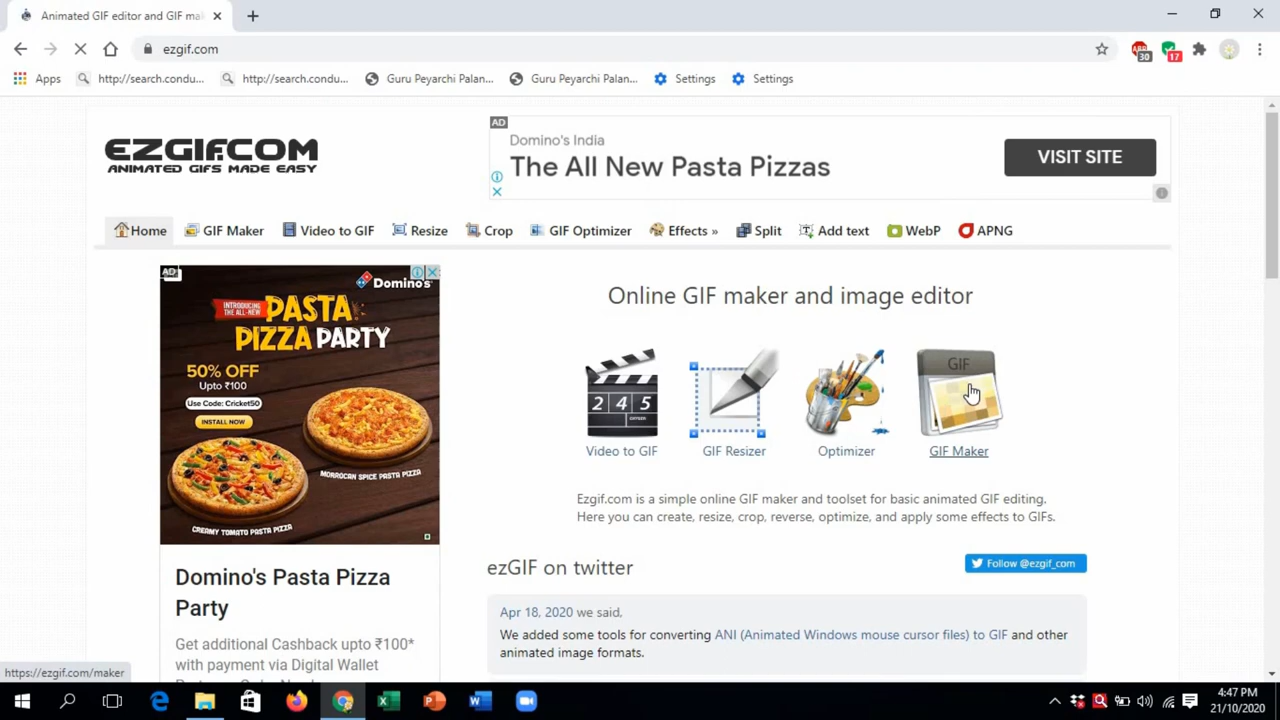 Animated GIF editor and GIF ma
ezgif.com
30
17
Apps
http://search.condu...
http://search.condu...
Guru Peyarchi Palan...
Guru Peyarchi Palan...
Settings
Settings
EZGIF.COM
ANIMATED GIFS MADE EASY
AD
Domino's India
The All New Pasta Pizzas
VISIT SITE
Home
GIF Maker
Video to GIF
Resize
Crop
GIF Optimizer
Effects »
Split
Add text
WebP
APNG
AD
Domino's
INTRODUCING
THE ALL-NEW
PASTA
PIZZA PARTY
50% OFF
Upto ₹100
Use Code: Cricket50
INSTALL NOW
MORROCAN SPICE PASTA PIZZA
CREAMY TOMATO PASTA PIZZA
Domino's Pasta Pizza
Party
Get additional Cashback upto ₹100*
with payment via Digital Wallet
Online GIF maker and image editor
2 4 5
GIF
Video to GIF
GIF Resizer
Optimizer
GIF Maker
Ezgif.com is a simple online GIF maker and toolset for basic animated GIF editing.
Here you can create, resize, crop, reverse, optimize, and apply some effects to GIFs.
ezGIF on twitter
Follow @ezgif_com
Apr 18, 2020 we said,
We added some tools for converting ANI (Animated Windows mouse cursor files) to GIF and other
animated image formats.
https://ezgif.com/maker
4:47 PM
21/10/2020